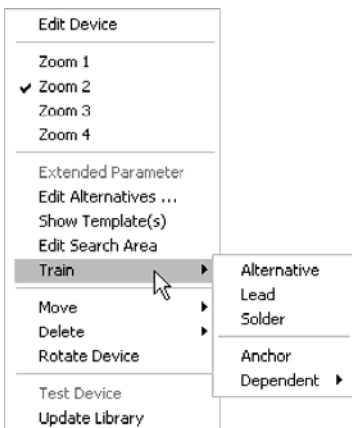 Edit Device
Zoom 1
Zoom 2
Zoom 3
Zoom 4
Extended Parameter
Edit Alternatives ...
Show Template(s)
Edit Search Area
Train
Alternative
Lead
Solder
Anchor
Dependent
Move
Delete
Rotate Device
Test Device
Update Library